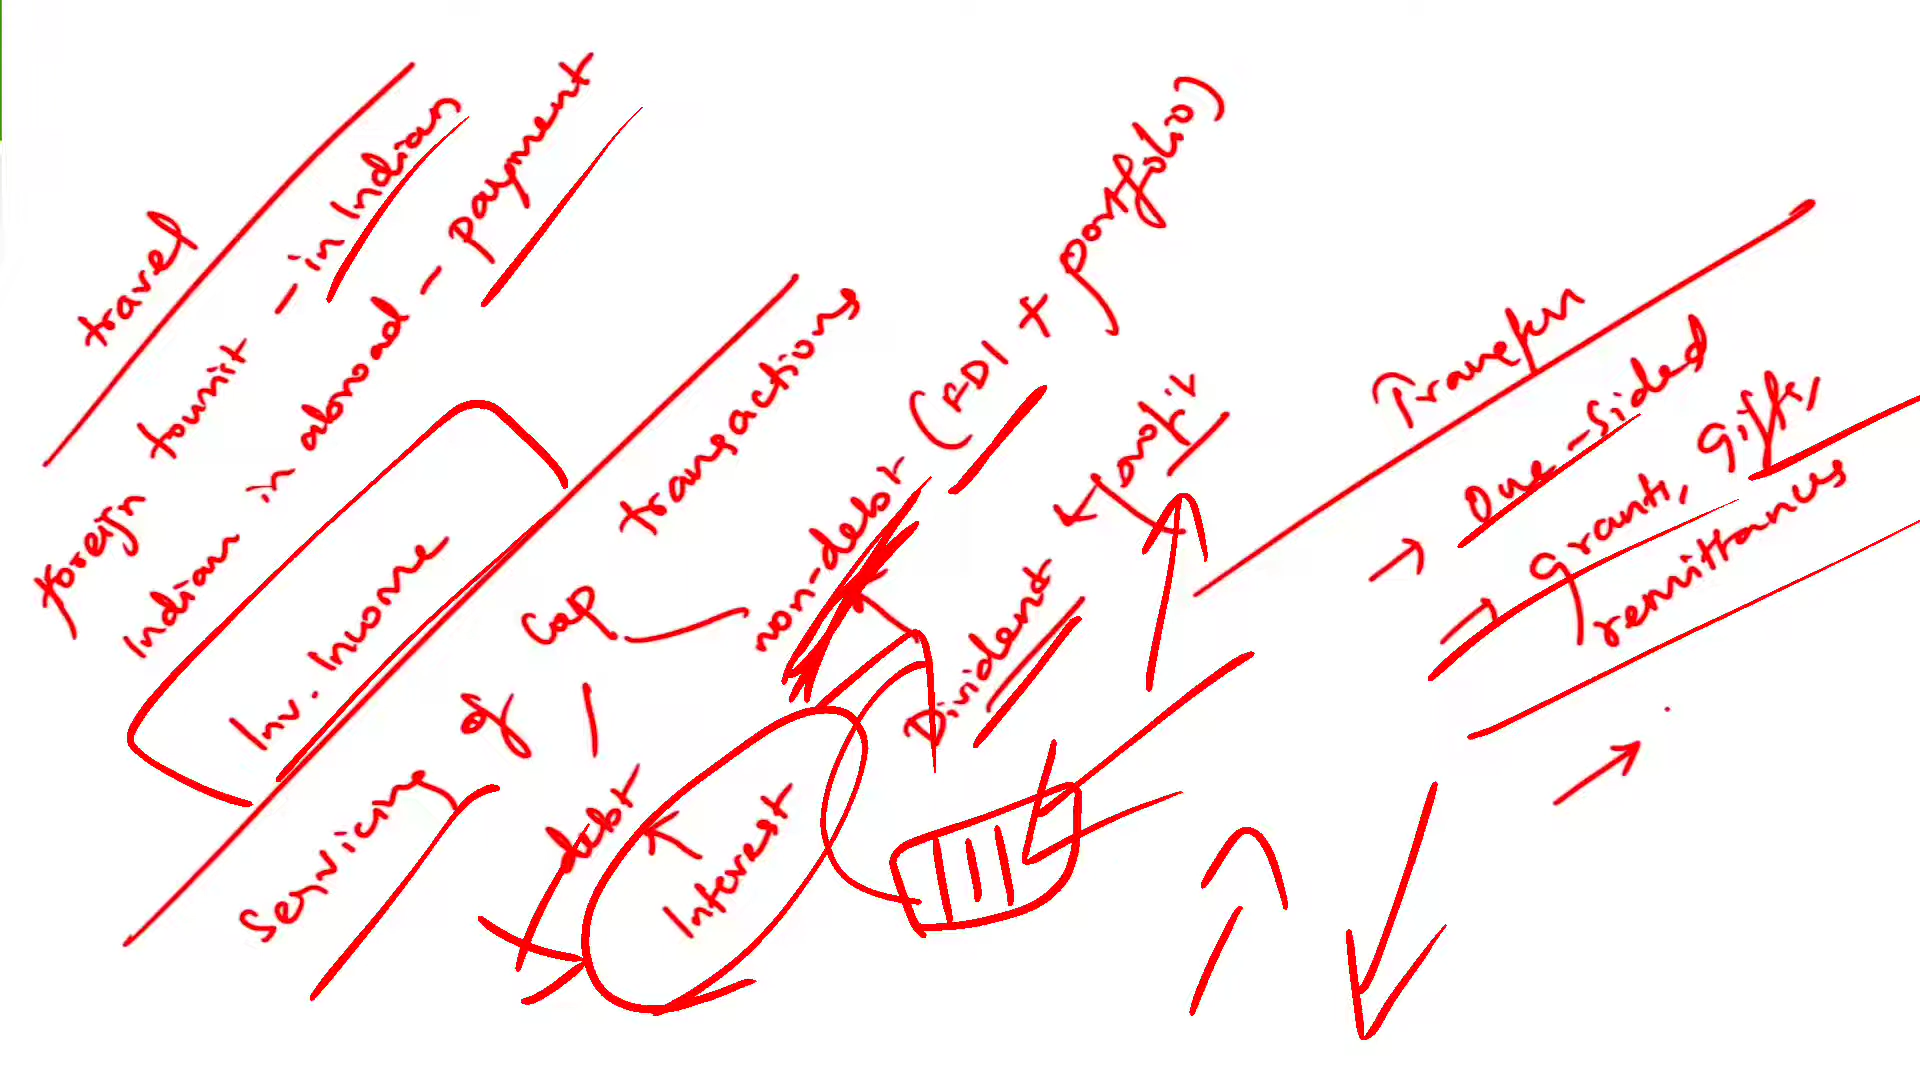 travel
foreign tourist - in Indian
Indian in abroad - payment
Inv. Income
Servicing of Cap transactions
debt
Interest
non-debt (FDI + portfolio)
Divident
Profit
Transfer
→ One-sided
→ grants, gifts,
remittances
→